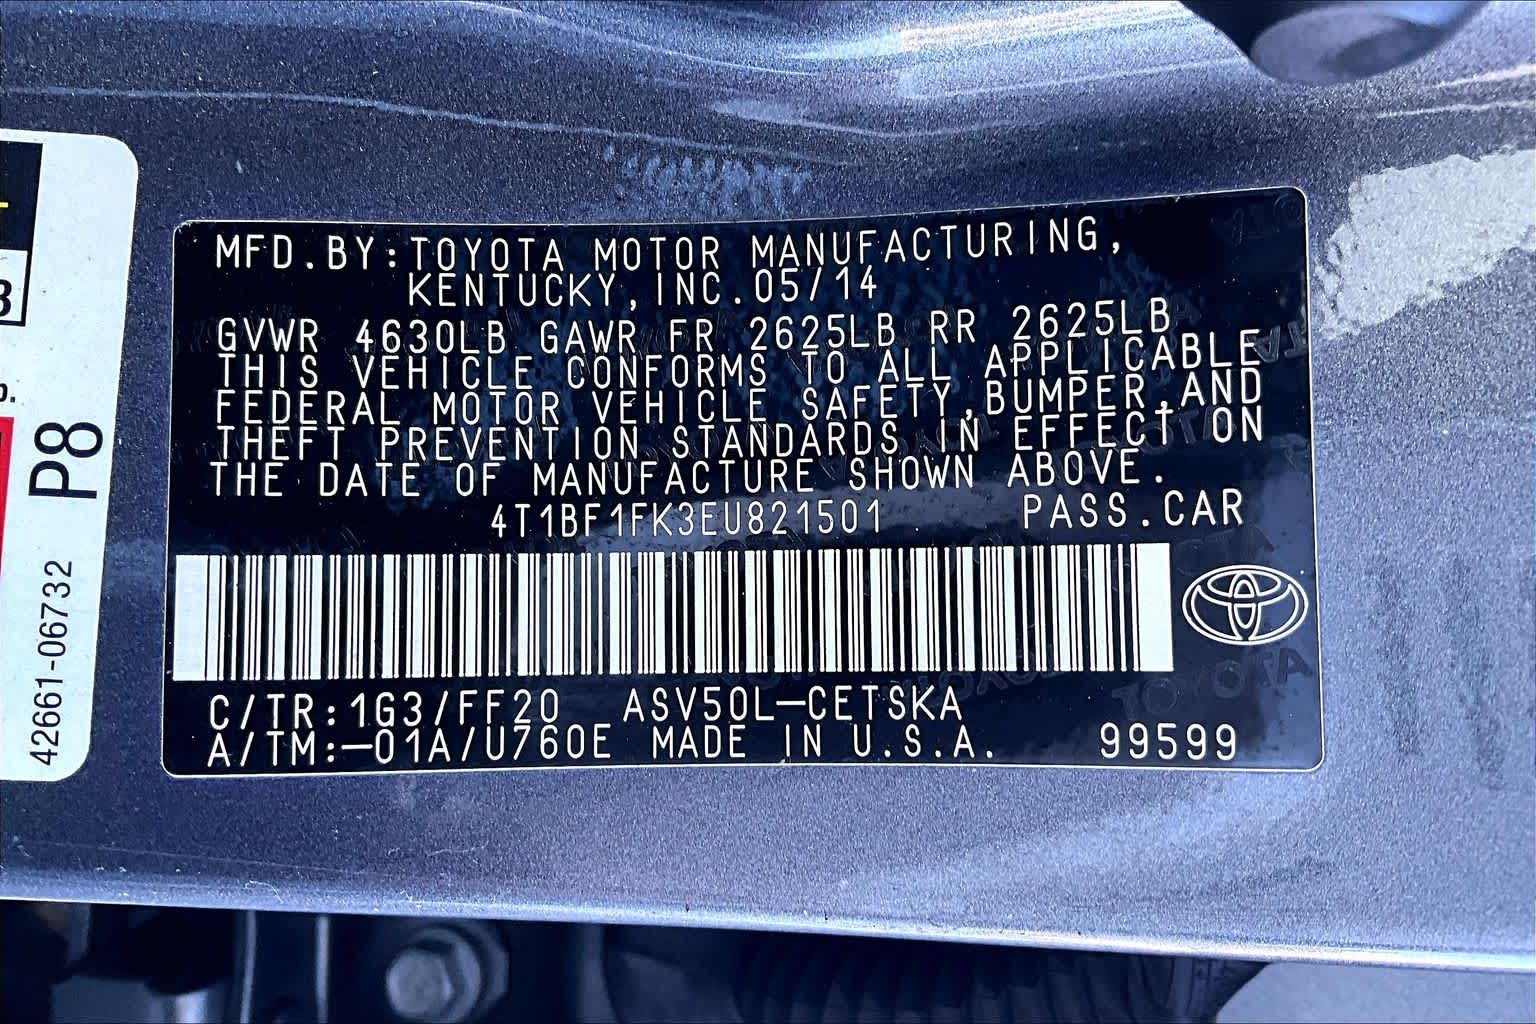 MFD.BY:TOYOTA MOTOR MANUFACTURING,
KENTUCKY, INC.05/14
GVWR 4630LB GAWR FR 2625LB RR 2625LB
THIS VEHICLE CONFORMS TO ALL APPLICABLE
FEDERAL MOTOR VEHICLE SAFETY,BUMPER,AND
THEFT PREVENTION STANDARDS IN EFFECT ON
THE DATE OF MANUFACTURE SHOWN ABOVE.
4T1BF1FK3EU821501 PASS.CAR
C/TR:1G3/FF20 ASV50L-CETSKA
A/TM:-01A/U760E MADE IN U.S.A. 99599
P8
42661-06732